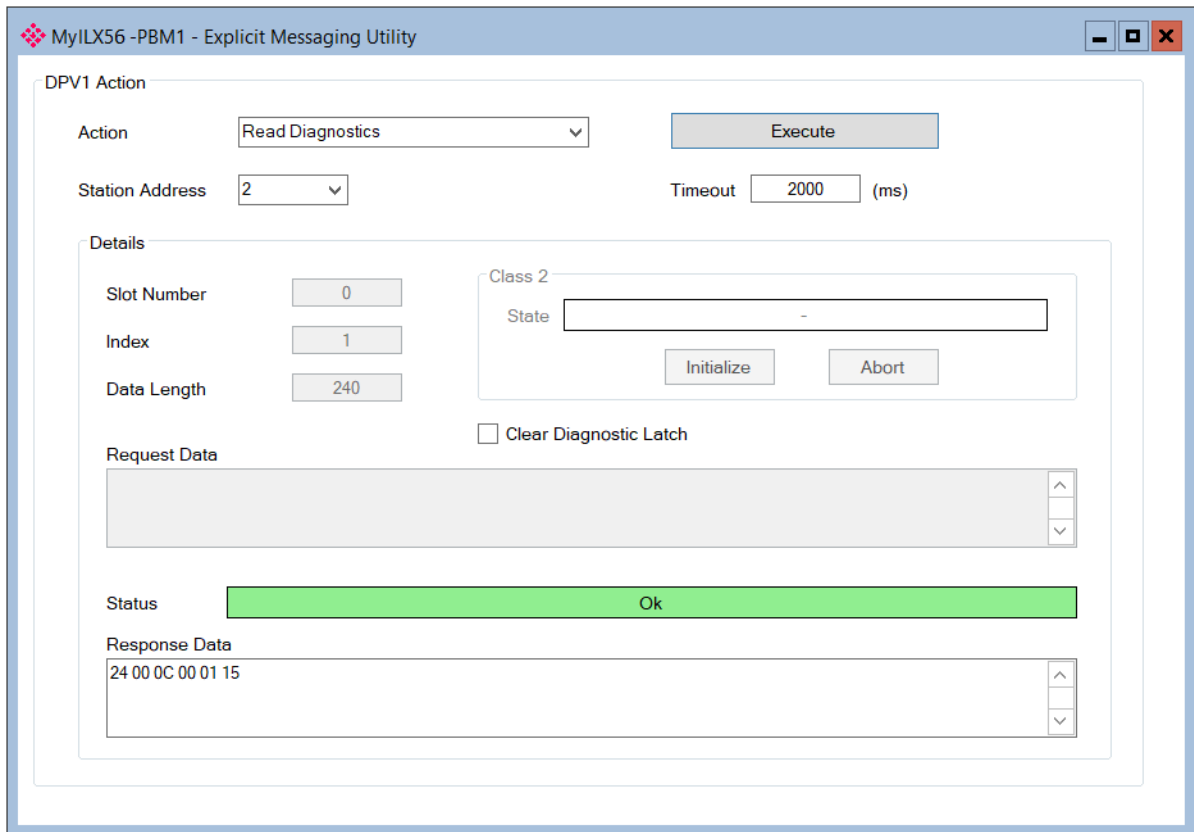 MyILX56 -PBM1 - Explicit Messaging Utility
DPV1 Action
Action Read Diagnostics Execute
Station Address 2 Timeout 2000 (ms)
Details
Slot Number 0
Index 1
Data Length 240
Class 2
State -
Initialize Abort
Clear Diagnostic Latch
Request Data
Status Ok
Response Data
24 00 0C 00 01 15